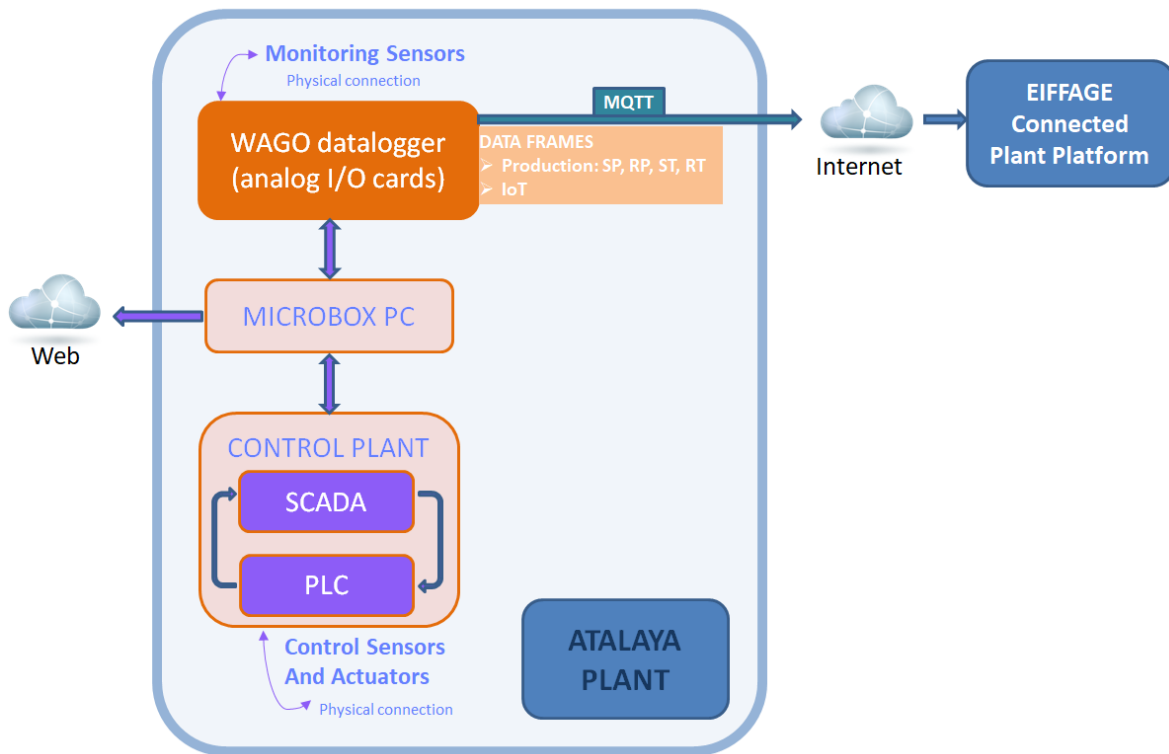 Monitoring Sensors
Physical connection
WAGO datalogger
(analog I/O cards)
MQTT
DATA FRAMES
➢ Production: SP, RP, ST, RT
➢ IoT
Internet
EIFFAGE
Connected
Plant Platform
MICROBOX PC
Web
CONTROL PLANT
SCADA
PLC
Control Sensors
And Actuators
Physical connection
ATALAYA
PLANT